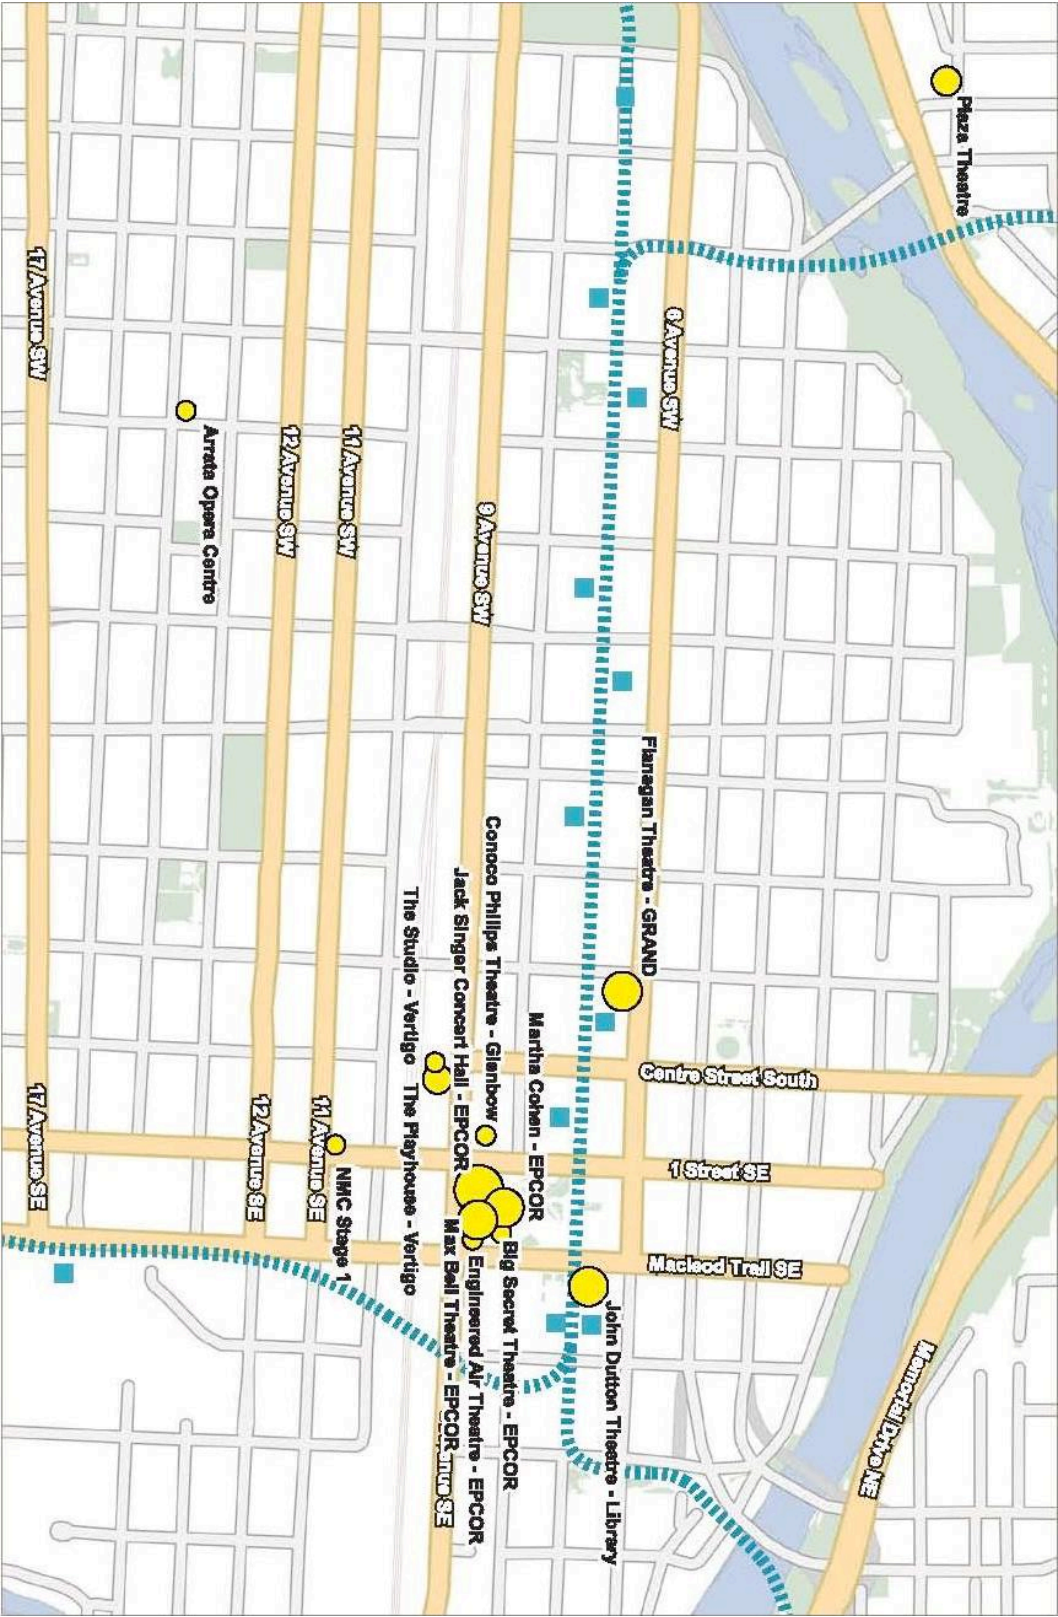 Plaza Theatre
6 Avenue SW
9 Avenue SW
11 Avenue SW
12 Avenue SW
17 Avenue SW
Arrata Opera Centre
Flanagan Theatre - GRAND
Centre Street South
1 Street SE
Macleod Trail SE
Memorial Drive NE
Martha Cohen - EPCOR
Conoco Phillips Theatre - Glenbow
Jack Singer Concert Hall - EPCOR
The Studio - Vertigo
The Playhouse - Vertigo
John Dutton Theatre - Library
Big Secret Theatre - EPCOR
Engineered Air Theatre - EPCOR
Max Bell Theatre - EPCOR
NMC Stage 1
11 Avenue SE
12 Avenue SE
17 Avenue SE